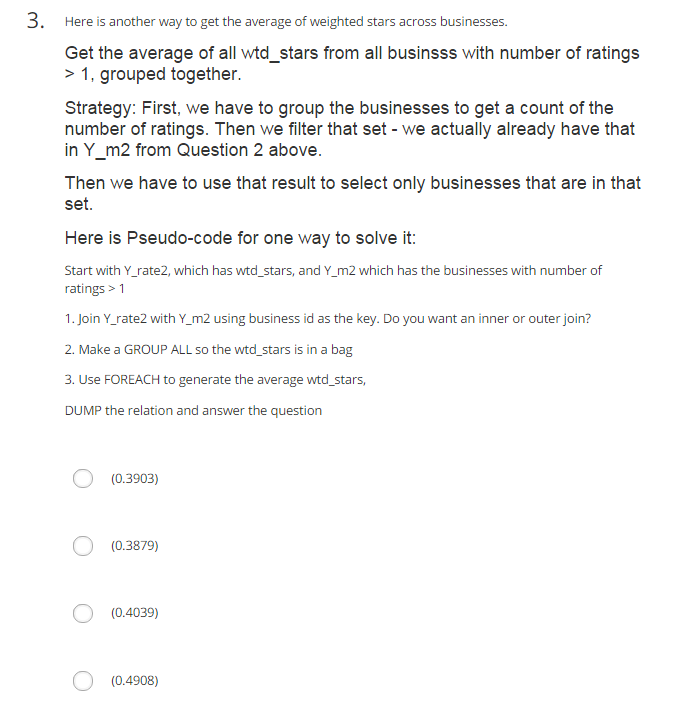 3. Here is another way to get the average of weighted stars across businesses.
Get the average of all wtd_stars from all businsss with number of ratings
> 1, grouped together.
Strategy: First, we have to group the businesses to get a count of the
number of ratings. Then we filter that set - we actually already have that
in Y_m2 from Question 2 above.
Then we have to use that result to select only businesses that are in that
set.
Here is Pseudo-code for one way to solve it:
Start with Y_rate2, which has wtd_stars, and Y_m2 which has the businesses with number of
ratings > 1
1. Join Y_rate2 with Y_m2 using business id as the key. Do you want an inner or outer join?
2. Make a GROUP ALL so the wtd_stars is in a bag
3. Use FOREACH to generate the average wtd_stars,
DUMP the relation and answer the question
(0.3903)
(0.3879)
(0.4039)
(0.4908)